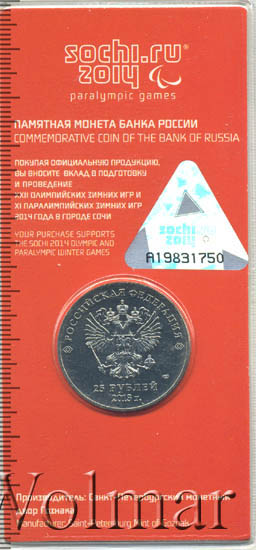 sochi.ru
2014
paralympic games
ПАМЯТНАЯ МОНЕТА БАНКА РОССИИ
COMMEMORATIVE COIN OF THE BANK OF RUSSIA
ПОКУПАЯ ОФИЦИАЛЬНУЮ ПРОДУКЦИЮ,
ВЫ ВНОСИТЕ ВКЛАД В ПОДГОТОВКУ
И ПРОВЕДЕНИЕ
XXII ОЛИМПИЙСКИХ ЗИМНИХ ИГР И
XI ПАРАЛИМПИЙСКИХ ЗИМНИХ ИГР
2014 ГОДА В ГОРОДЕ СОЧИ
YOUR PURCHASE SUPPORTS
THE SOCHI 2014 OLYMPIC AND
PARALYMPIC WINTER GAMES
sochi.ru
2014
A19831750
РОССИЙСКАЯ ФЕДЕРАЦИЯ
25 РУБЛЕЙ
2013 г.
Производитель: Санкт-Петербургский монетный
двор Гознака
Manufacturer: Saint-Petersburg Mint of Goznak
Wolmar